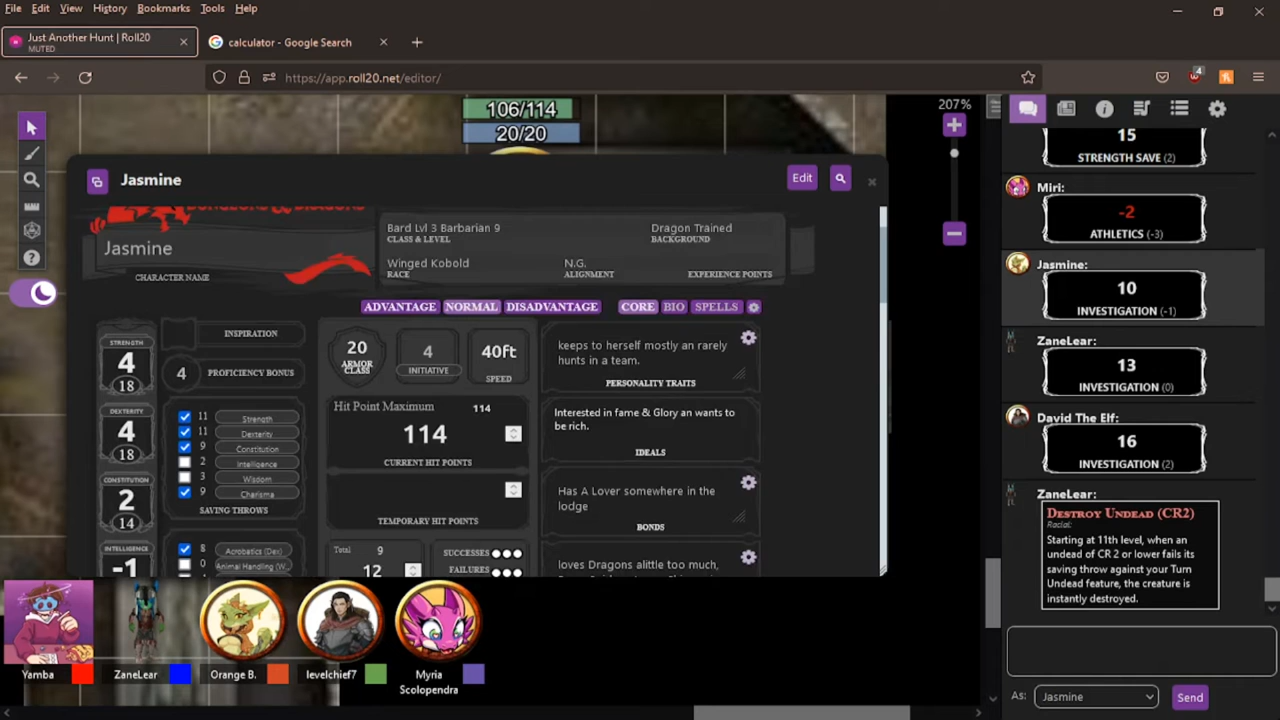 File Edit View History Bookmarks Tools Help
Just Another Hunt | Roll20
MUTED
calculator - Google Search
https://app.roll20.net/editor/
4
106/114
20/20
207%
Jasmine
Edit
DUNGEONS & DRAGONS
Jasmine
CHARACTER NAME
Bard Lvl 3 Barbarian 9
CLASS & LEVEL
Dragon Trained
BACKGROUND
Winged Kobold
RACE
N.G.
ALIGNMENT
EXPERIENCE POINTS
ADVANTAGE NORMAL DISADVANTAGE
CORE BIO SPELLS
STRENGTH
4
18
DEXTERITY
4
18
CONSTITUTION
2
14
INTELLIGENCE
-1
INSPIRATION
4 PROFICIENCY BONUS
11 Strength
11 Dexterity
9 Constitution
2 Intelligence
3 Wisdom
9 Charisma
SAVING THROWS
8 Acrobatics (Dex)
0 Animal Handling (W
20
ARMOR
CLASS
4
INITIATIVE
40ft
SPEED
Hit Point Maximum 114
114
CURRENT HIT POINTS
TEMPORARY HIT POINTS
Total 9
12
SUCCESSES
FAILURES
keeps to herself mostly an rarely
hunts in a team.
PERSONALITY TRAITS
Interested in fame & Glory an wants to
be rich.
IDEALS
Has A Lover somewhere in the
lodge
BONDS
loves Dragons alittle too much,
Yamba
ZaneLear
Orange B.
levelchief7
Myria
Scolopendra
15
STRENGTH SAVE (2)
Miri:
-2
ATHLETICS (-3)
Jasmine:
10
INVESTIGATION (-1)
ZaneLear:
13
INVESTIGATION (0)
David The Elf:
16
INVESTIGATION (2)
ZaneLear:
DESTROY UNDEAD (CR2)
Racial:
Starting at 11th level, when an
undead of CR 2 or lower fails its
saving throw against your Turn
Undead feature, the creature is
instantly destroyed.
As: Jasmine
Send